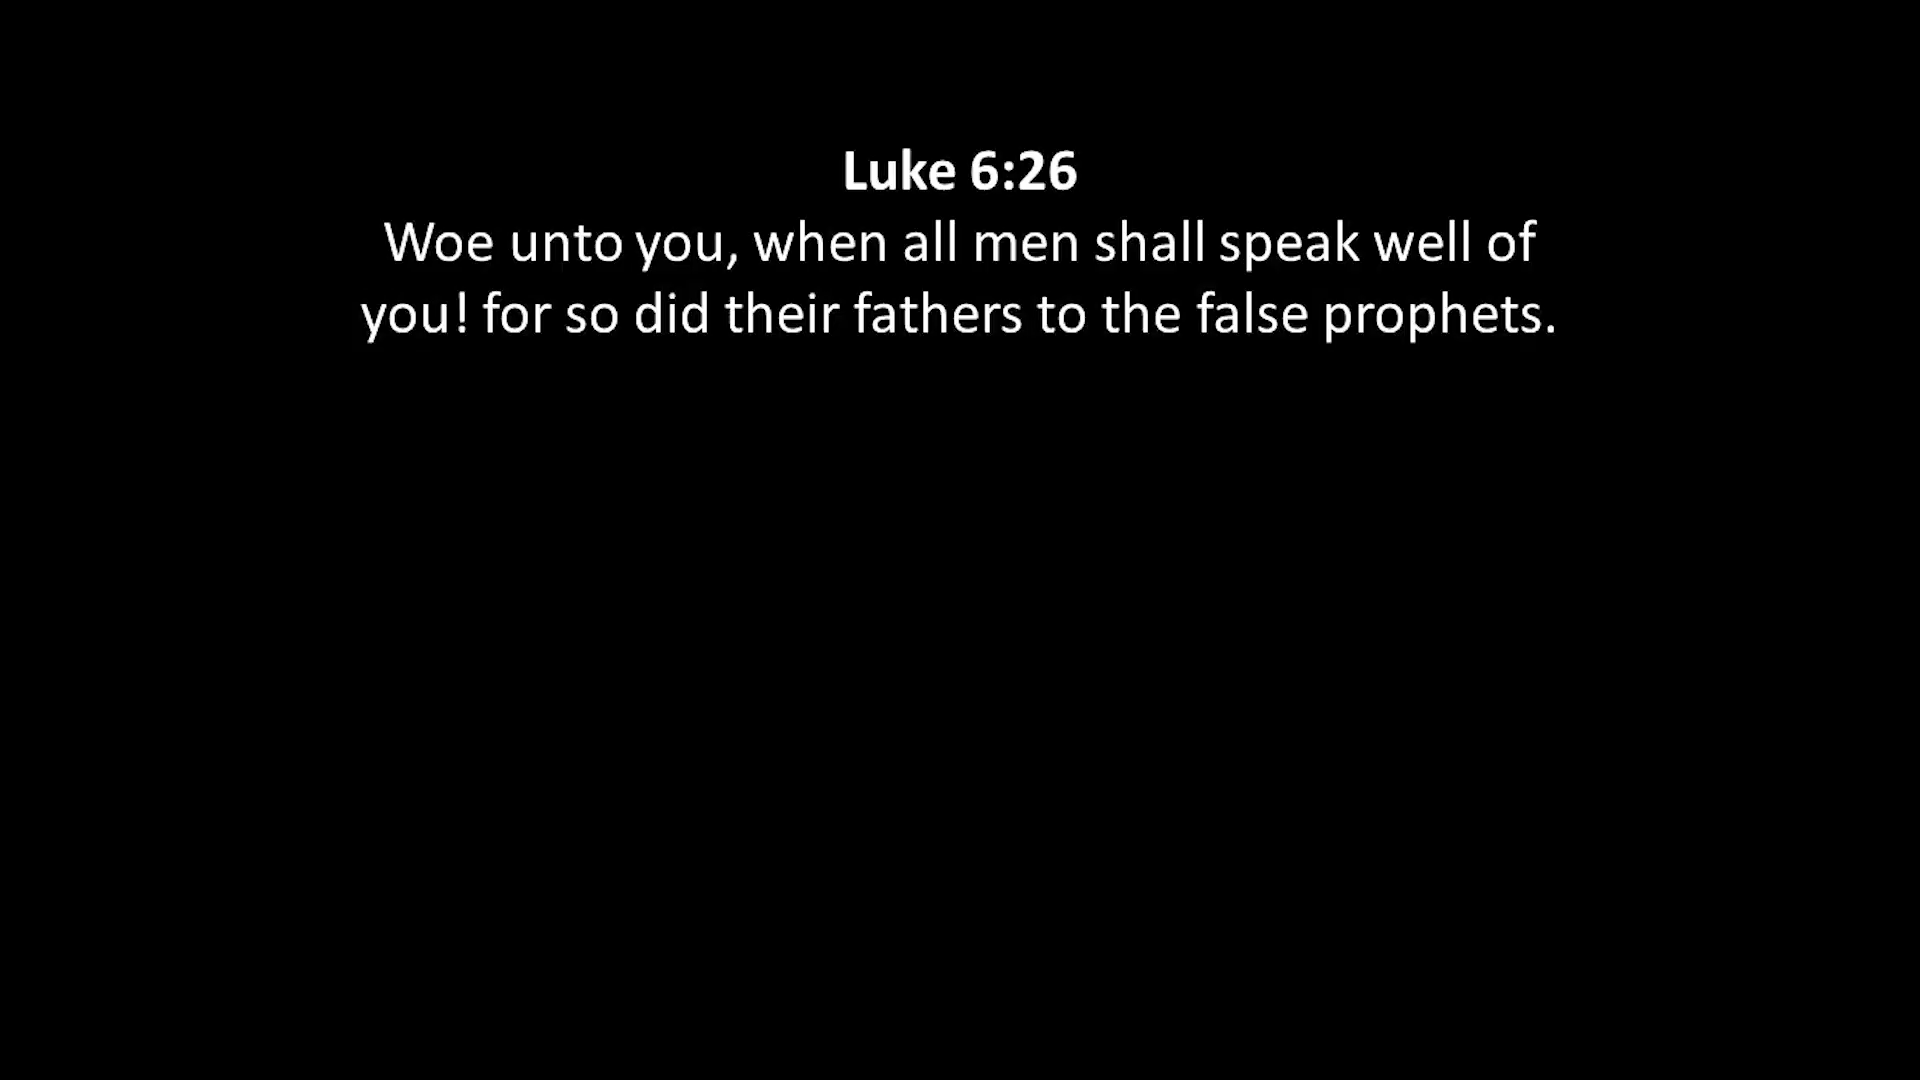 Luke 6:26
Woe unto you, when all men shall speak well of
you! for so did their fathers to the false prophets.